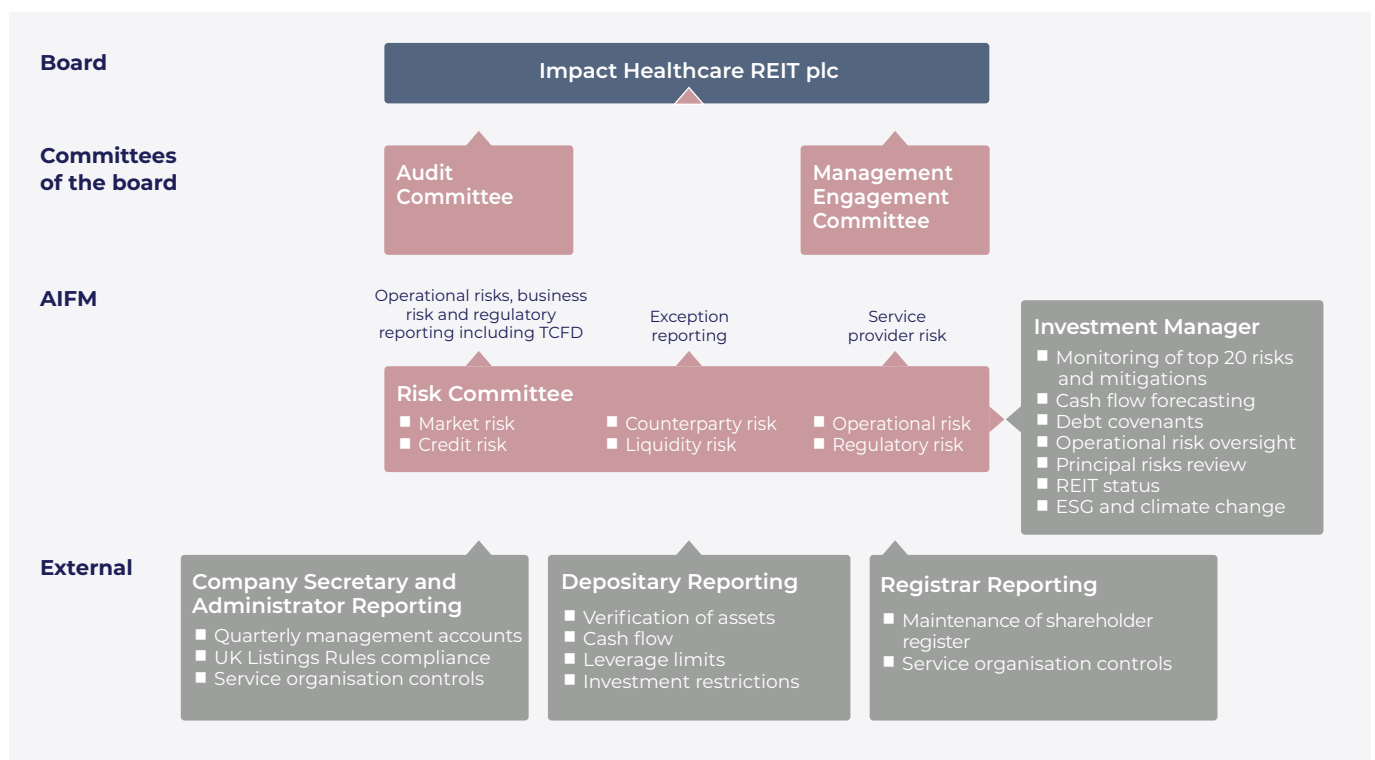 Board
Impact Healthcare REIT plc
Committees
of the board
Audit
Committee
Management
Engagement
Committee
AIFM
Operational risks, business
risk and regulatory
reporting including TCFD
Exception
reporting
Service
provider risk
Risk Committee
Market risk
Credit risk
Counterparty risk
Liquidity risk
Operational risk
Regulatory risk
Investment Manager
Monitoring of top 20 risks
and mitigations
Cash flow forecasting
Debt covenants
Operational risk oversight
Principal risks review
REIT status
ESG and climate change
External
Company Secretary and
Administrator Reporting
Quarterly management accounts
UK Listings Rules compliance
Service organisation controls
Depositary Reporting
Verification of assets
Cash flow
Leverage limits
Investment restrictions
Registrar Reporting
Maintenance of shareholder
register
Service organisation controls